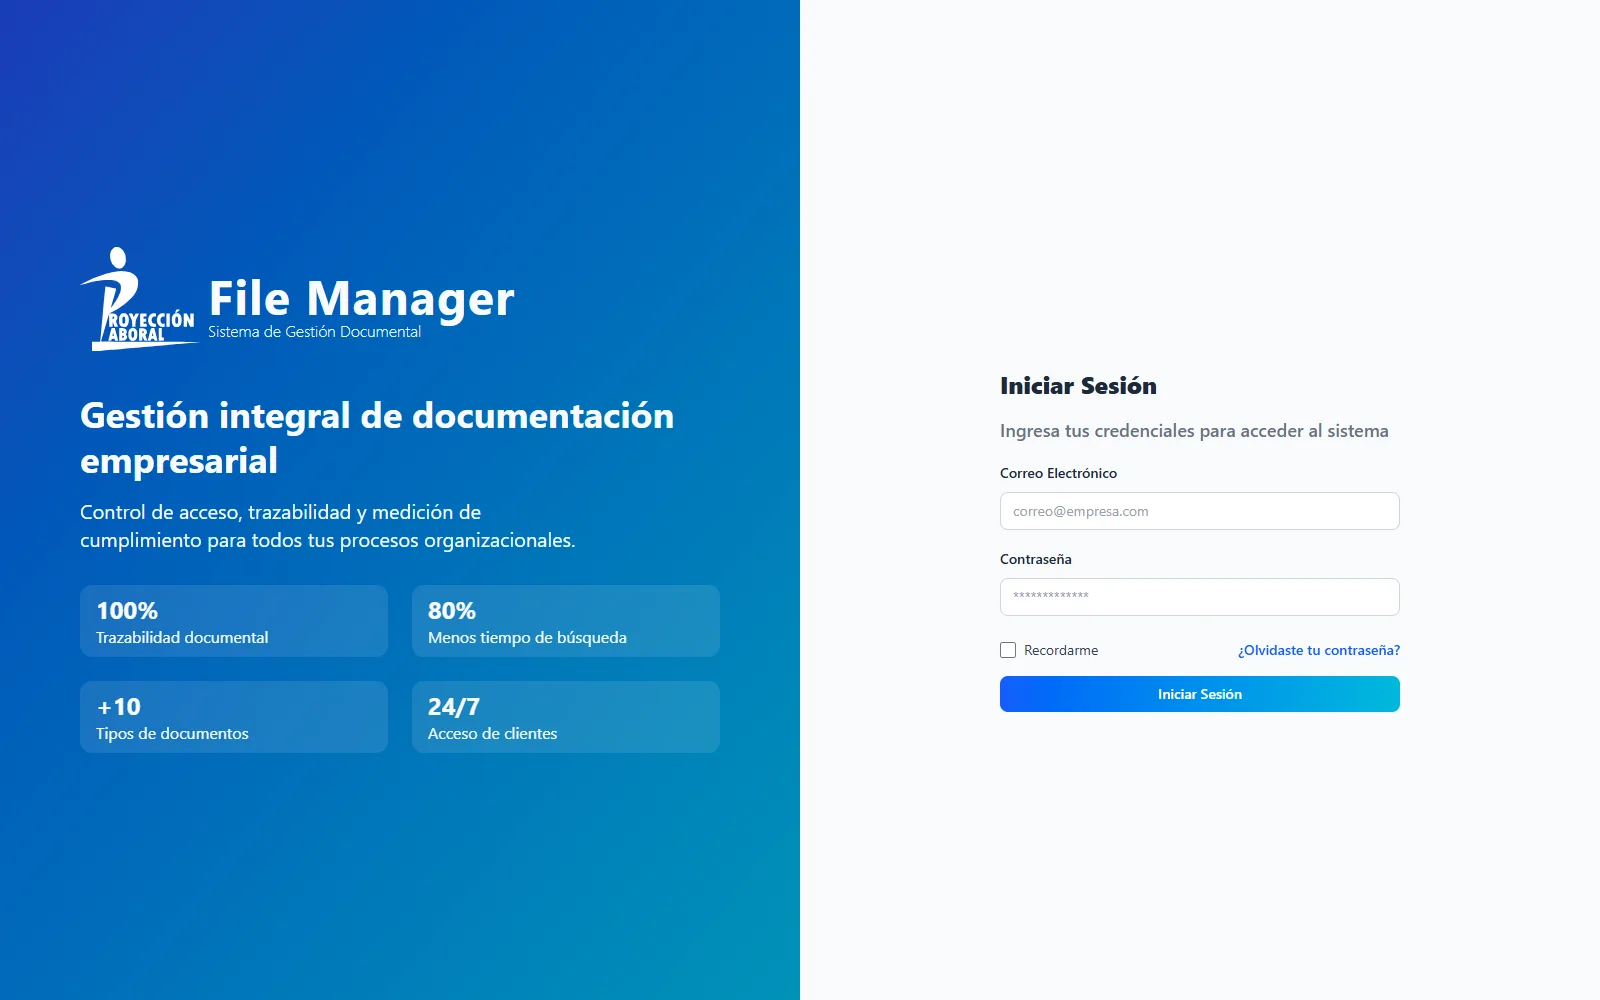 ROYECCIÓN
ABORAL
File Manager
Sistema de Gestión Documental
Gestión integral de documentación
empresarial
Control de acceso, trazabilidad y medición de
cumplimiento para todos tus procesos organizacionales.
100%
Trazabilidad documental
80%
Menos tiempo de búsqueda
+10
Tipos de documentos
24/7
Acceso de clientes
Iniciar Sesión
Ingresa tus credenciales para acceder al sistema
Correo Electrónico
correo@empresa.com
Contraseña
*************
Recordarme
¿Olvidaste tu contraseña?
Iniciar Sesión